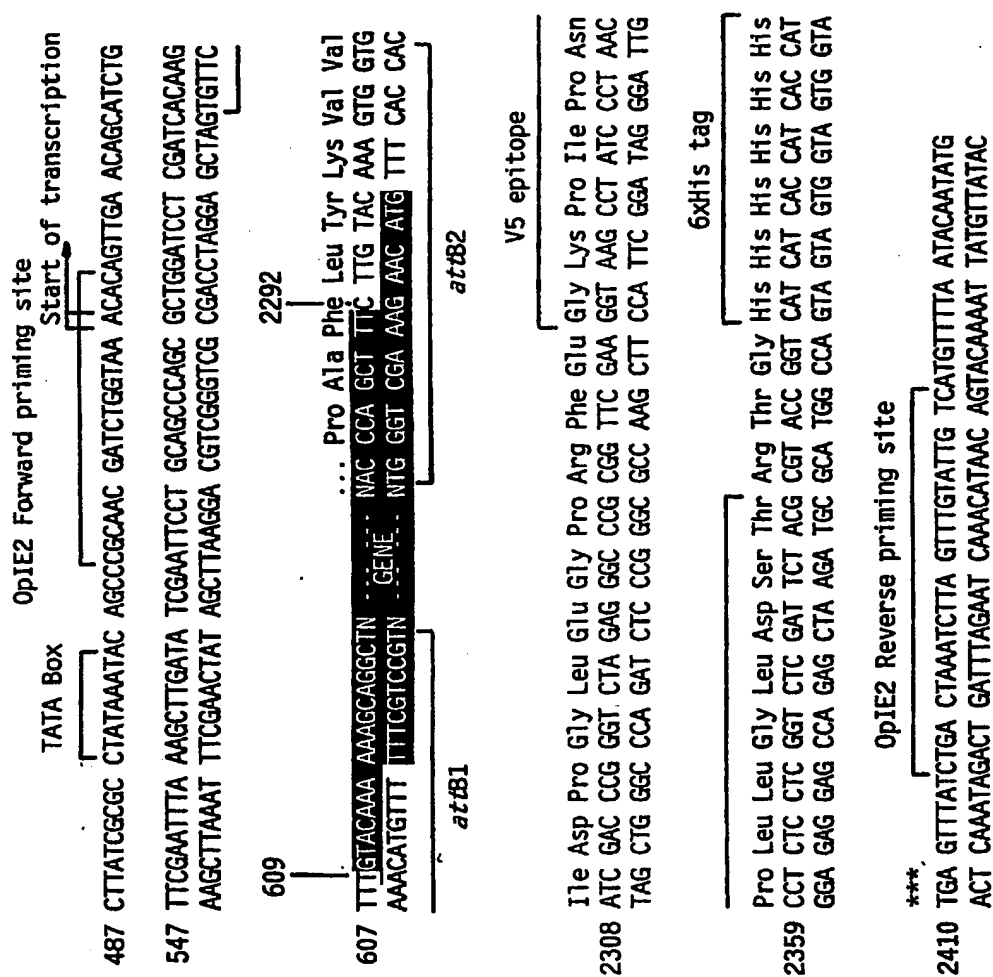 OpIE2 Forward priming site
TATA Box
Start of transcription
487 CTTATCGCGC CTATAAATAC AGCCCGCAAC GATCTGGTAA ACACAGTTGA ACAGCATCTG
547 TTCGAATTTA AAGCTTGATA TCGAATTCCT GCAGCCCAGC GCTGGATCCT CGATCACAAG
AAGCTTAAAT TTCGAACTAT AGCTTAAGGA CGTCGGGTCG CGACCTAGGA GCTAGTGTTC
609
2292
... Pro Ala Phe Leu Tyr Lys Val Val
607 TTTGTACAAA AAAGCAGGCTN ------- NAC CCA GCT TTC TTG TAC AAA GTG GTG
GENE
AAACATGTTT TTTCGTCCGTN ------- NTG GGT CGA AAG AAC ATG TTT CAC CAC
attB1
attB2
V5 epitope
Ile Asp Pro Gly Leu Glu Gly Pro Arg Phe Glu Gly Lys Pro Ile Pro Asn
2308 ATC GAC CCG GGT CTA GAG GGC CCG CGG TTC GAA GGT AAG CCT ATC CCT AAC
TAG CTG GGC CCA GAT CTC CCG GGC GCC AAG CTT CCA TTC GGA TAG GGA TTG
6xHis tag
Pro Leu Leu Gly Leu Asp Ser Thr Arg Thr Gly His His His His His His
2359 CCT CTC CTC GGT CTC GAT TCT ACG CGT ACC GGT CAT CAT CAC CAT CAC CAT
GGA GAG GAG CCA GAG CTA AGA TGC GCA TGG CCA GTA GTA GTG GTA GTG GTA
OpIE2 Reverse priming site
***
2410 TGA GTTTATCTGA CTAAATCTTA GTTTGTATTG TCATGTTTTA ATACAATATG
ACT CAAATAGACT GATTTAGAAT CAAACATAAC AGTACAAAAT TATGTTATAC